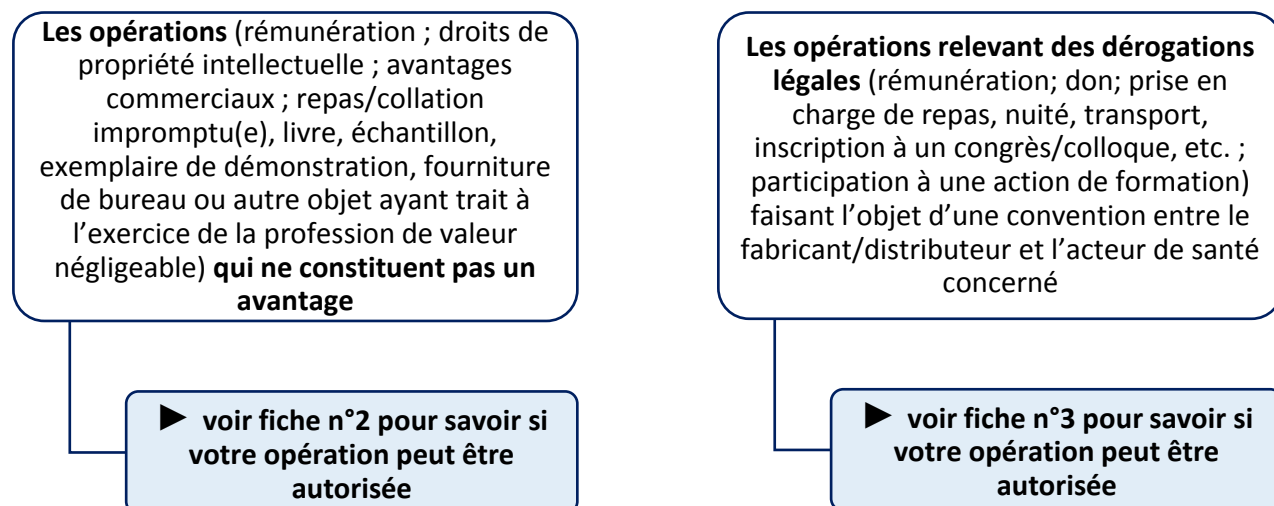 Les opérations (rémunération ; droits de
propriété intellectuelle ; avantages
commerciaux ; repas/collation
impromptu(e), livre, échantillon,
exemplaire de démonstration, fourniture
de bureau ou autre objet ayant trait à
l’exercice de la profession de valeur
négligeable) qui ne constituent pas un
avantage
► voir fiche n°2 pour savoir si
votre opération peut être
autorisée
Les opérations relevant des dérogations
légales (rémunération; don; prise en
charge de repas, nuité, transport,
inscription à un congrès/colloque, etc. ;
participation à une action de formation)
faisant l’objet d’une convention entre le
fabricant/distributeur et l’acteur de santé
concerné
► voir fiche n°3 pour savoir si
votre opération peut être
autorisée